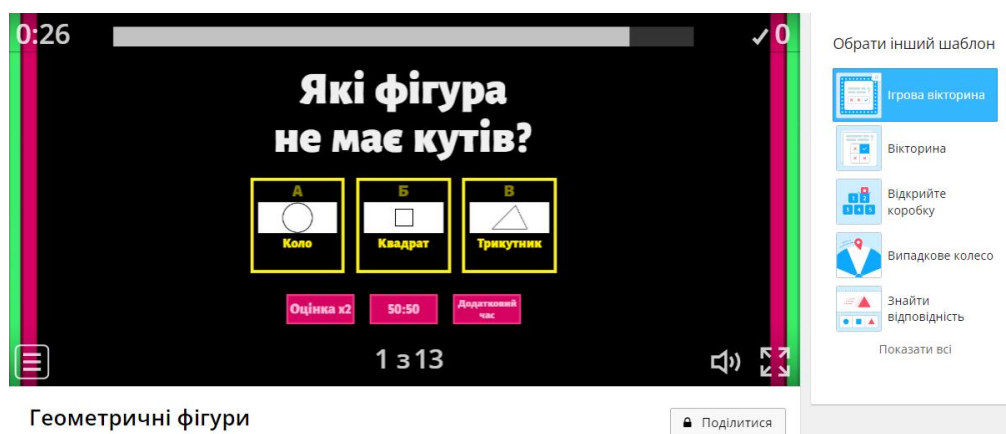 0:26
✓ 0
Які фігура
не має кутів?
А
Коло
Б
Квадрат
В
Трикутник
Оцінка x2
50:50
Додатковий
час
1 з 13
Геометричні фігури
Поділитися
Обрати інший шаблон
Ігрова вікторина
Вікторина
Відкрийте
коробку
Випадкове колесо
Знайти
відповідність
Показати всі